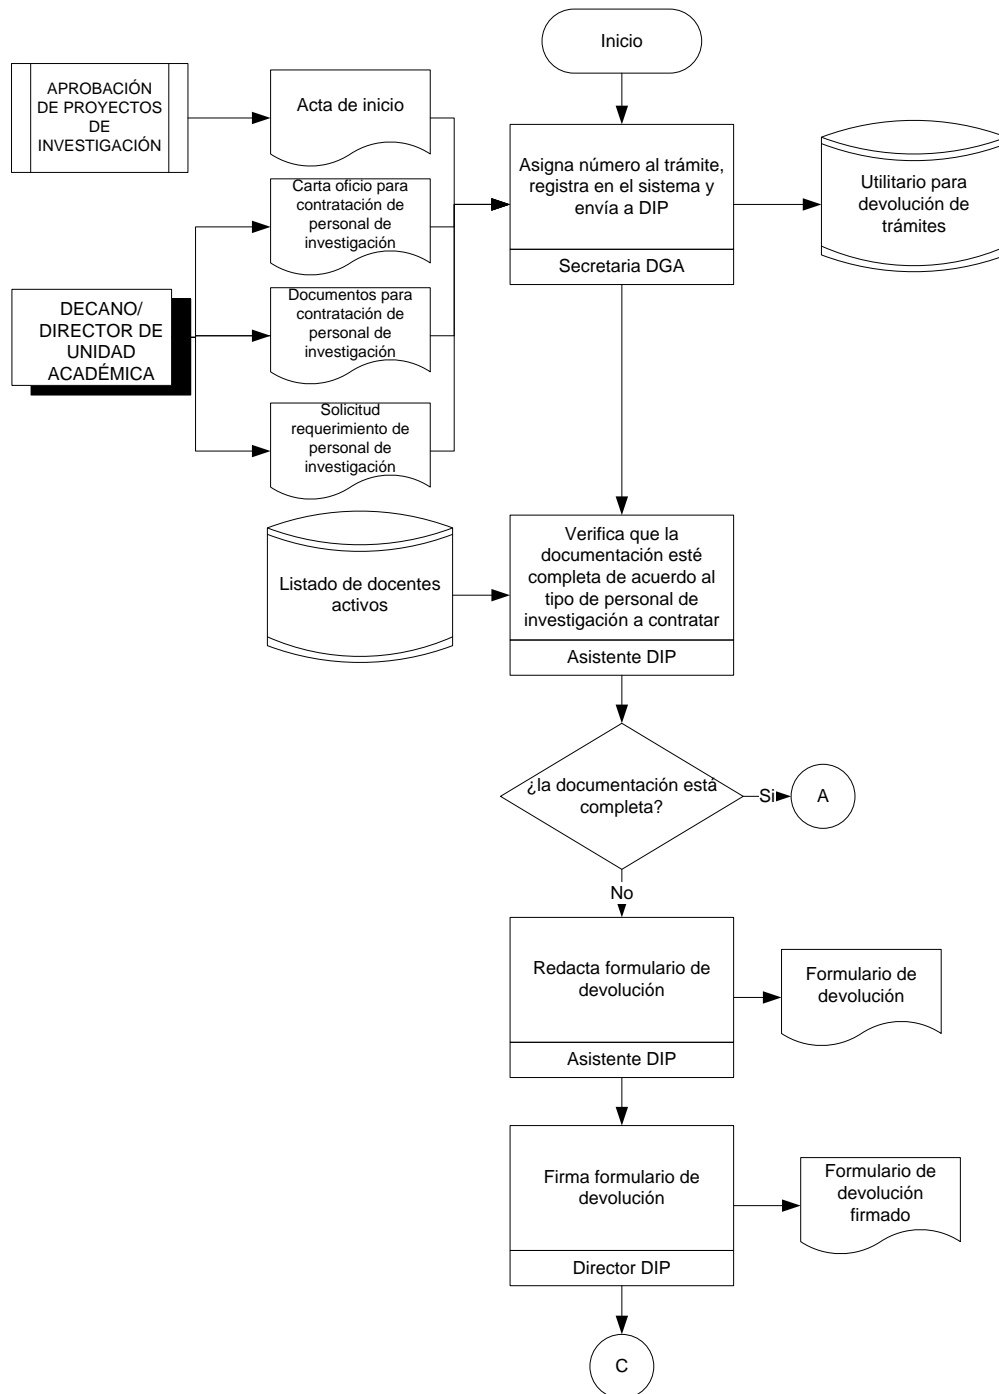 Inicio
APROBACIÓN
DE PROYECTOS
DE
INVESTIGACIÓN
Acta de inicio
Asigna número al trámite,
registra en el sistema y
envía a DIP
Secretaria DGA
Utilitario para
devolución de
trámites
Carta oficio para
contratación de
personal de
investigación
DECANO/
DIRECTOR DE
UNIDAD
ACADÉMICA
Documentos para
contratación de
personal de
investigación
Solicitud
requerimiento de
personal de
investigación
Listado de docentes
activos
Verifica que la
documentación esté
completa de acuerdo al
tipo de personal de
investigación a contratar
Asistente DIP
¿la documentación está
completa?
Si
A
No
Redacta formulario de
devolución
Asistente DIP
Formulario de
devolución
Firma formulario de
devolución
Director DIP
Formulario de
devolución
firmado
C